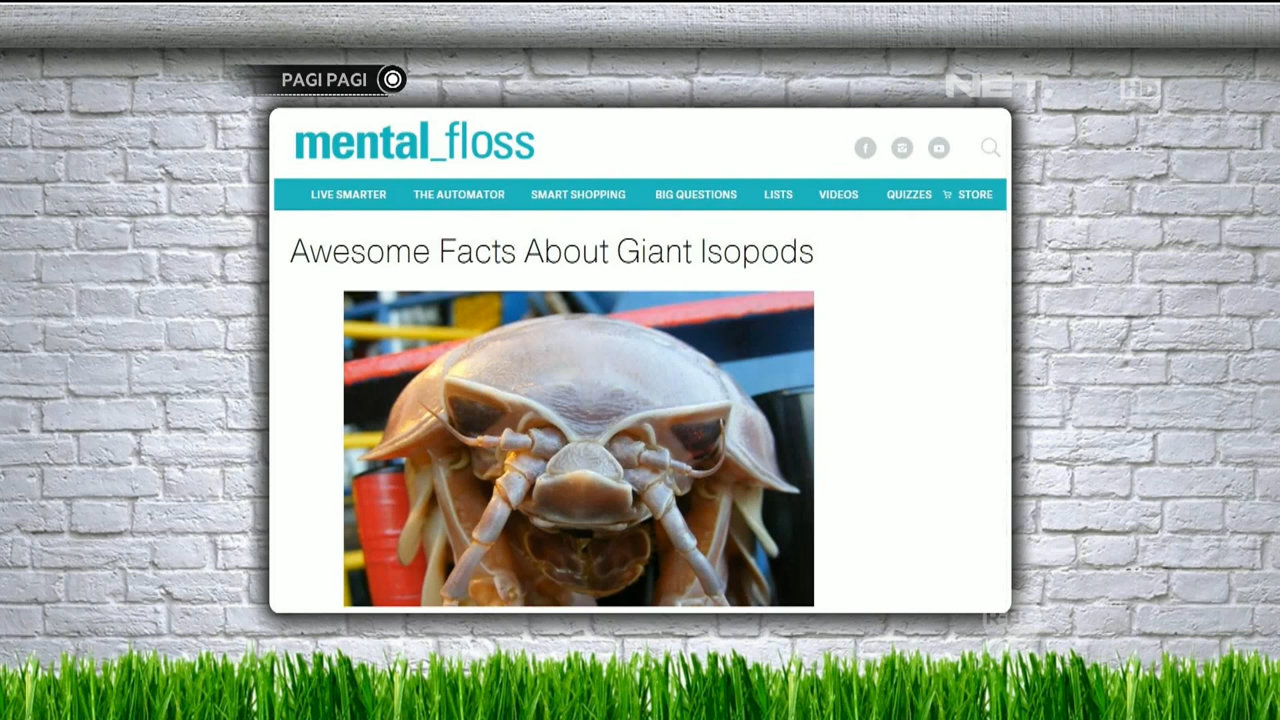 PAGI PAGI
NET.
HD
mental_floss
LIVE SMARTER THE AUTOMATOR SMART SHOPPING BIG QUESTIONS LISTS VIDEOS QUIZZES STORE
Awesome Facts About Giant Isopods